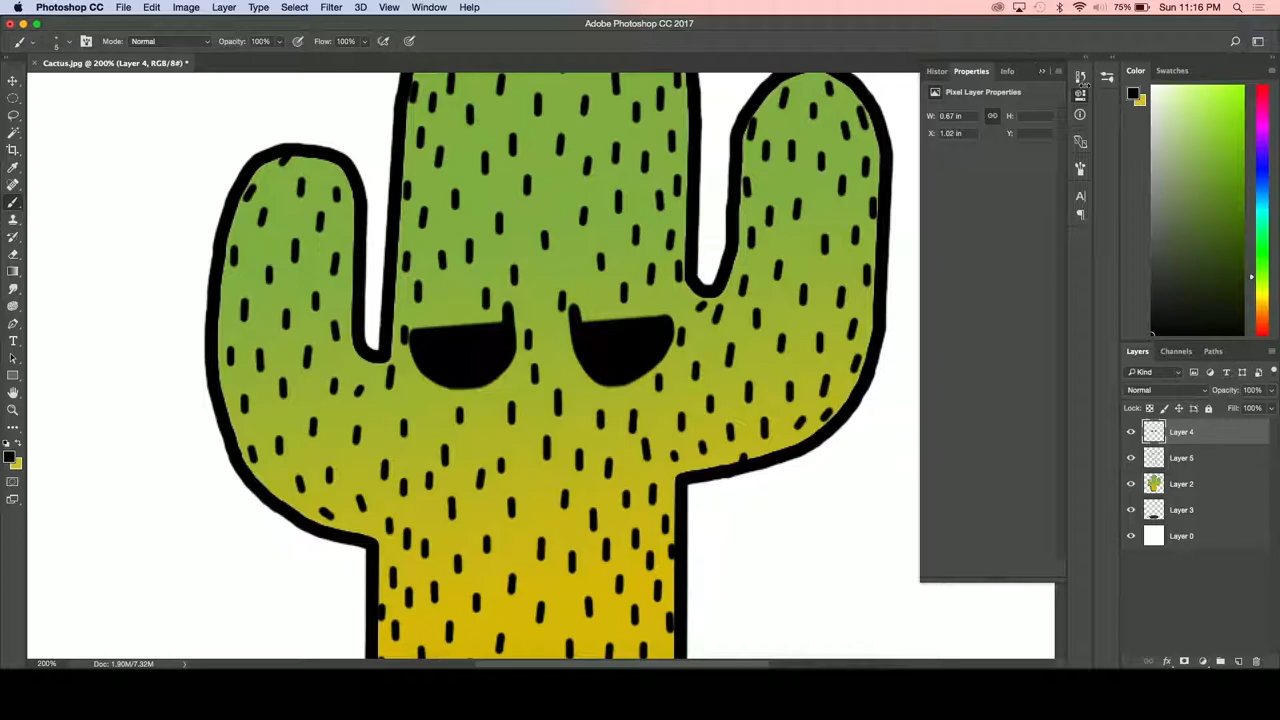 Photoshop CC File Edit Image Layer Type Select Filter 3D View Window Help 75% Sun 11:16 PM
Adobe Photoshop CC 2017
5 Mode: Normal Opacity: 100% Flow: 100%
Cactus.jpg @ 200% (Layer 4, RGB/8#) *
Histor Properties Info
Color Swatches
Pixel Layer Properties
W: 0.67 in H:
X: 1.02 in Y:
Layers Channels Paths
Kind
Normal Opacity: 100%
Lock: Fill: 100%
Layer 4
Layer 5
Layer 2
Layer 3
Layer 0
200% Doc: 1.90M/7.32M